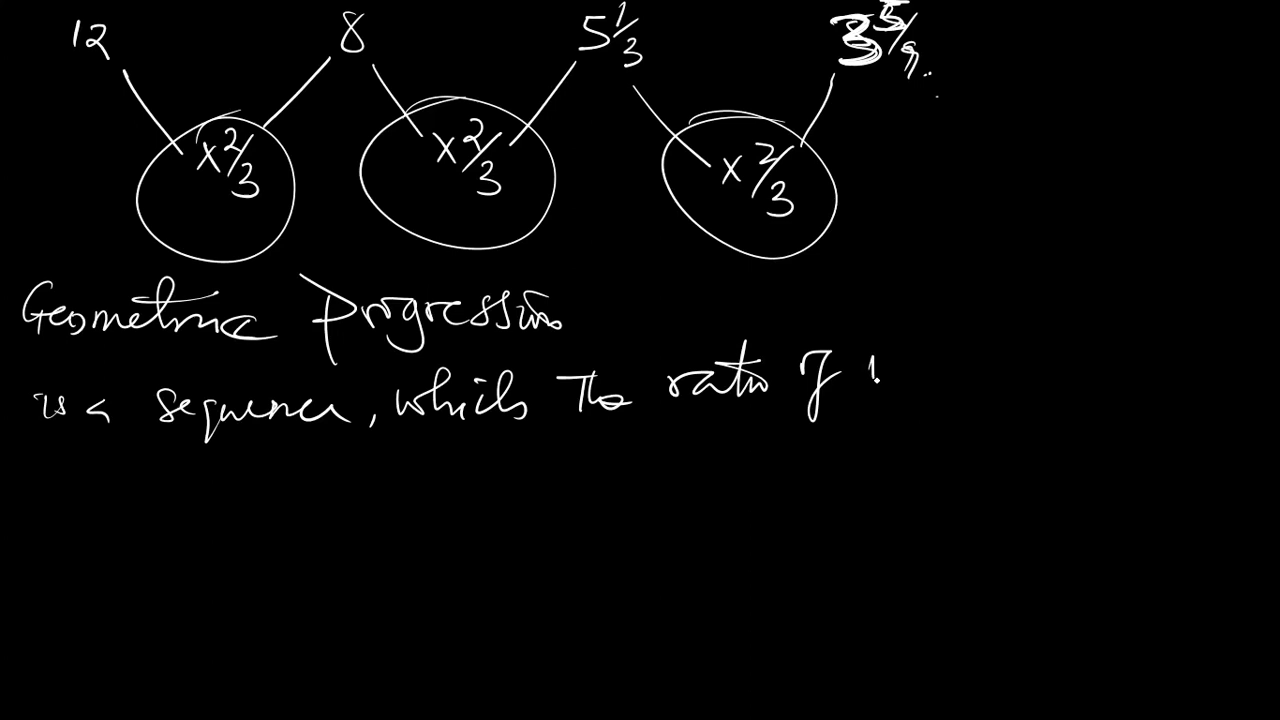 12 8 5 1/3 3 5/9..
x 2/3 x 2/3 x 2/3
Geometric Progression
is a sequence, which the ratio of